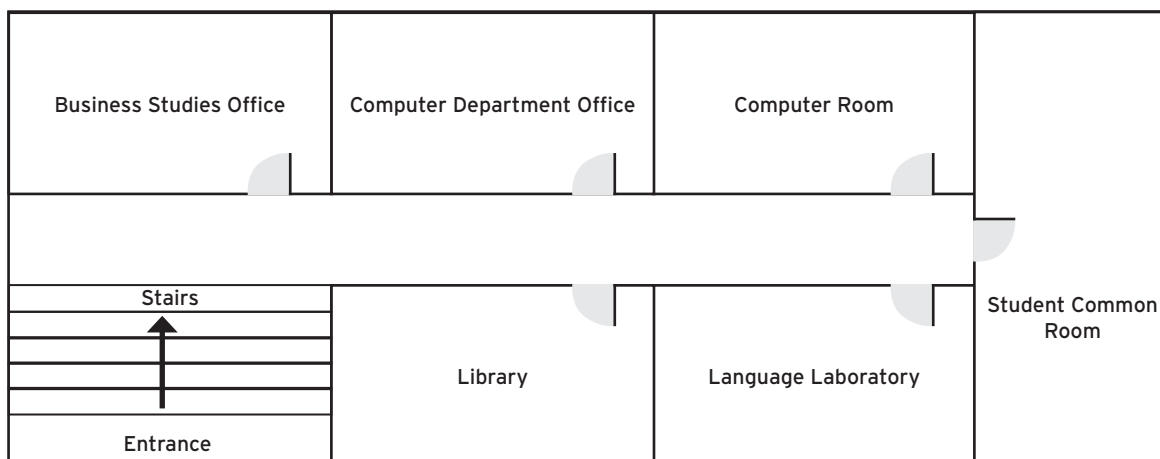 Business Studies Office
Computer Department Office
Computer Room
Stairs
Student Common
Room
Library
Language Laboratory
Entrance